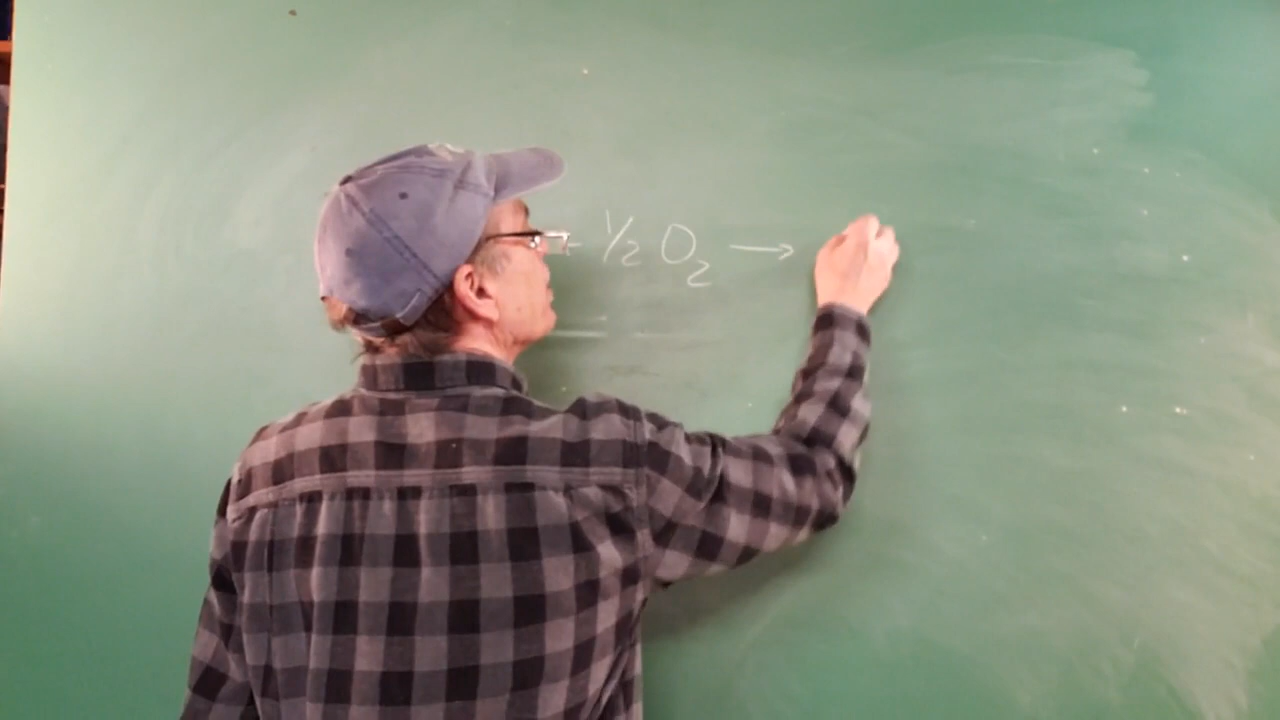 + ½ O₂ →